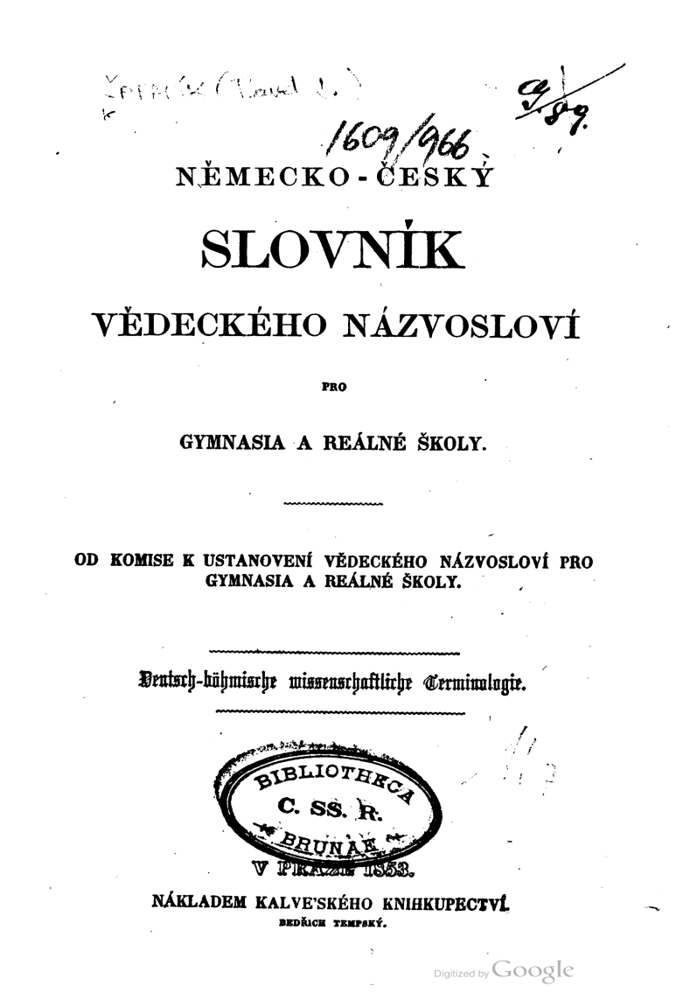 1609/966
9/89.
NĚMECKO-ČESKÝ
SLOVNÍK
VĚDECKÉHO NÁZVOSLOVÍ
PRO
GYMNASIA A REÁLNÉ ŠKOLY.
OD KOMISE K USTANOVENÍ VĚDECKÉHO NÁZVOSLOVÍ PRO
GYMNASIA A REÁLNÉ ŠKOLY.
Deutsch-böhmische wissenschaftliche Terminologie.
BIBLIOTHECA
C. SS. R.
BRUNAE
V PRAZE 1853.
NÁKLADEM KALVE'SKÉHO KNIHKUPECTVÍ.
BEDŘICH TEMPSKÝ.
Digitized by Google